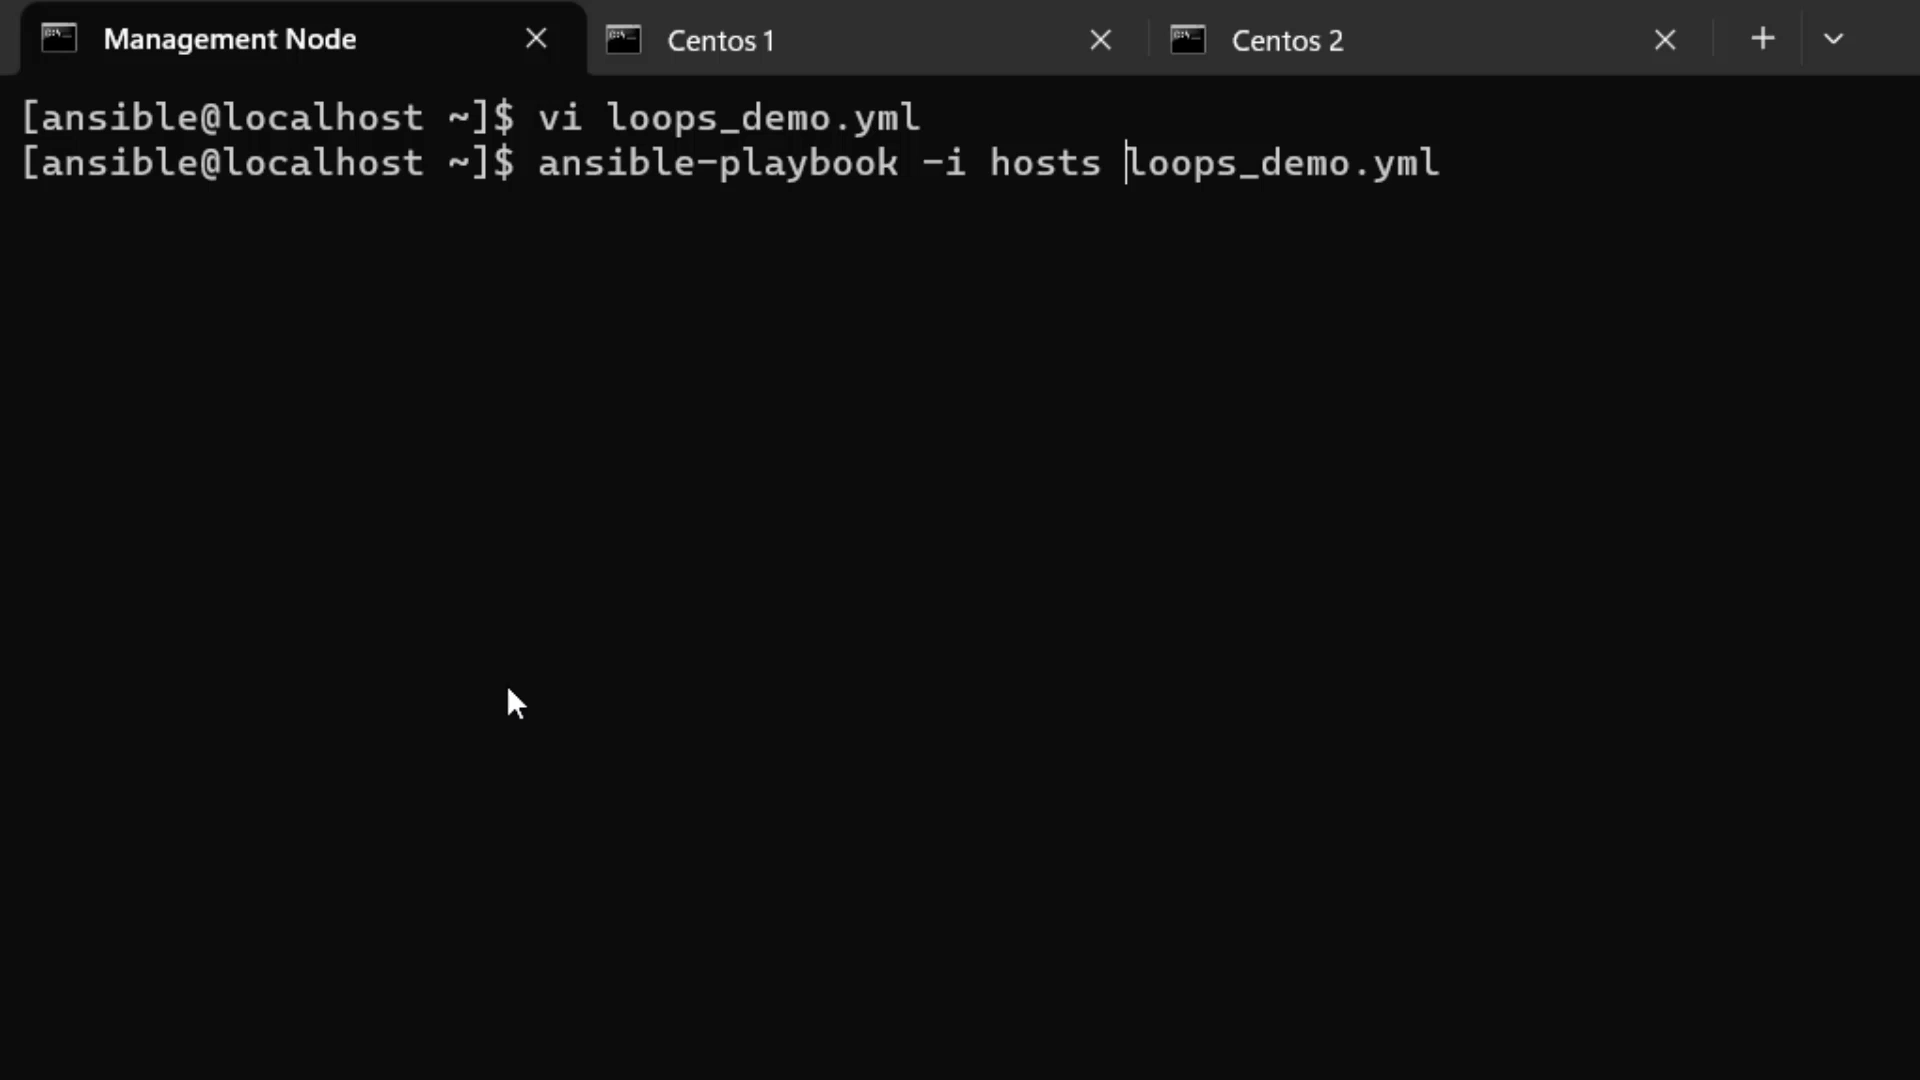 Management Node
Centos 1
Centos 2
[ansible@localhost ~]$ vi loops_demo.yml
[ansible@localhost ~]$ ansible-playbook -i hosts loops_demo.yml